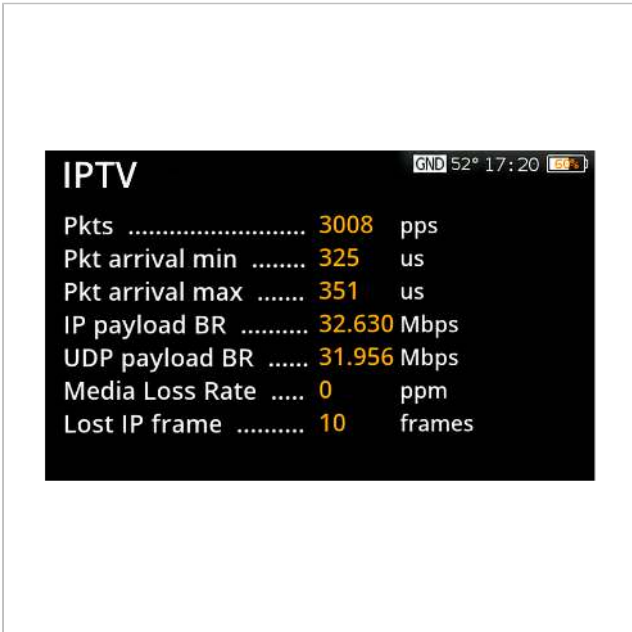 IPTV GND 52° 17:20 60%
Pkts .......................... 3008 pps
Pkt arrival min ........ 325 us
Pkt arrival max ....... 351 us
IP payload BR .......... 32.630 Mbps
UDP payload BR ...... 31.956 Mbps
Media Loss Rate ..... 0 ppm
Lost IP frame .......... 10 frames